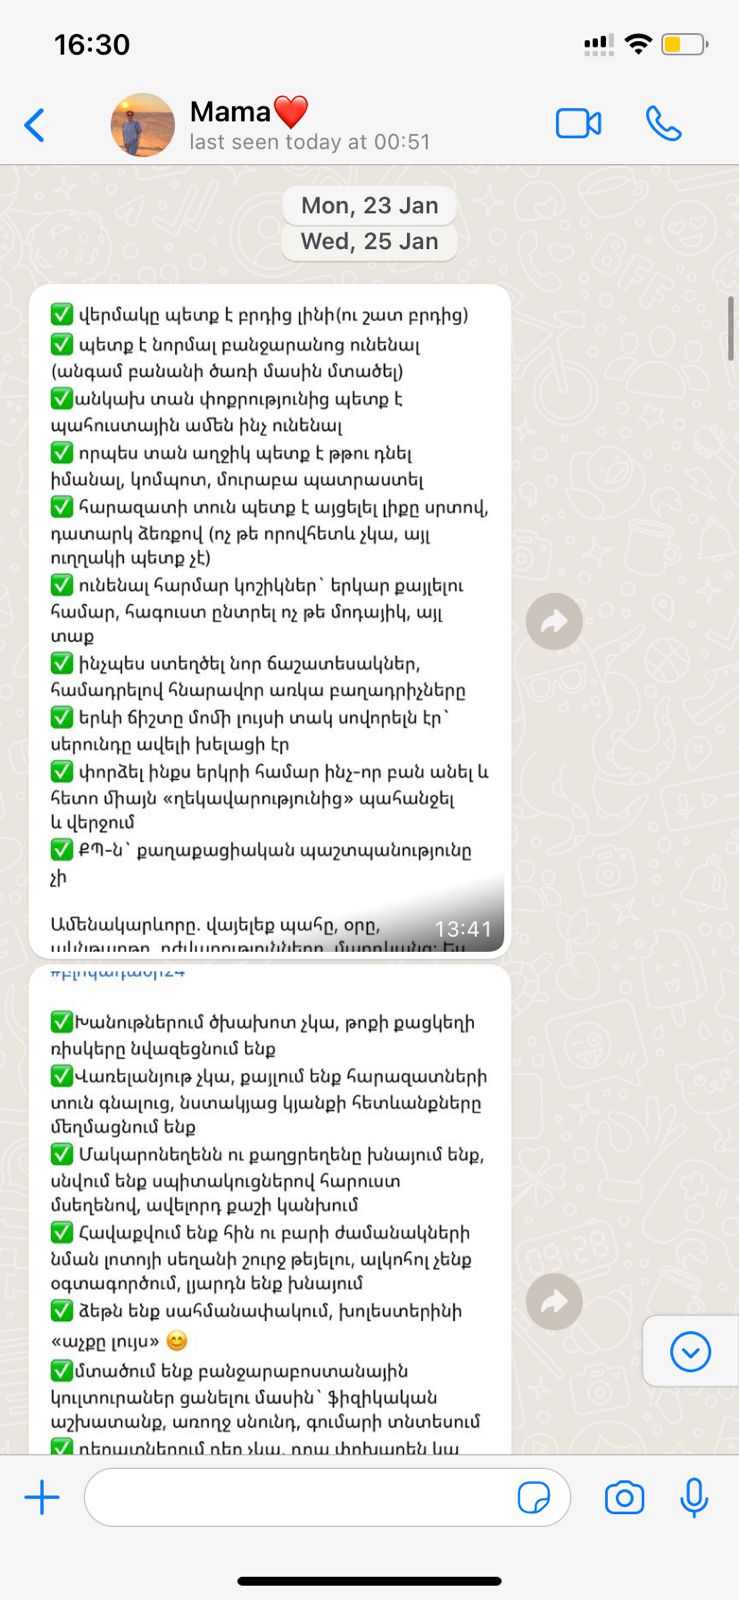 16:30
Mama❤️
last seen today at 00:51
Mon, 23 Jan
Wed, 25 Jan
✅ վերմակը պետք է բրդից լինի(ու շատ բրդից)
✅ պետք է նորմալ բանջարանոց ունենալ
(անգամ բանանի ծառի մասին մտածել)
✅անկախ տան փոքրությունից պետք է
պահուստային ամեն ինչ ունենալ
✅ որպես տան աղջիկ պետք է թթու դնել
իմանալ, կոմպոտ, մուրաբա պատրաստել
✅ հարազատի տուն պետք է այցելել լիքը սրտով,
դատարկ ձեռքով (ոչ թե որովհետև չկա, այլ
ուղղակի պետք չէ)
✅ ունենալ հարմար կոշիկներ՝ երկար քայլելու
համար, հագուստ ընտրել ոչ թե մոդայիկ, այլ
տաք
✅ ինչպես ստեղծել նոր ճաշատեսակներ,
համադրելով հնարավոր առկա բաղադրիչները
✅ երևի ճիշտը մոմի լույսի տակ սովորելն էր՝
սերունդը ավելի խելացի էր
✅ փորձել ինքս երկրի համար ինչ-որ բան անել և
հետո միայն «ղեկավարությունից» պահանջել
և վերջում
✅ ՔՊ-ն՝ քաղաքացիական պաշտպանությունը
չի
Ամենակարևորը. վայելեք պահը, օրը,
13:41
✅Խանութներում ծխախոտ չկա, թոքի քացկեղի
ռիսկերը նվազեցնում ենք
✅Վառելանյութ չկա, քայլում ենք հարազատների
տուն գնալուց, նստակյաց կյանքի հետևանքները
մեղմացնում ենք
✅ Մակարոնեղենն ու քաղցրեղենը խնայում ենք,
սնվում ենք սպիտակուցներով հարուստ
մսեղենով, ավելորդ քաշի կանխում
✅ Հավաքվում ենք հին ու բարի ժամանակների
նման լոտոյի սեղանի շուրջ թեյելու, ալկոհոլ չենք
օգտագործում, լյարդն ենք խնայում
✅ ձեթն ենք սահմանափակում, խոլեստերինի
«աչքը լույս» 😊
✅մտածում ենք բանջարաբոստանային
կուլտուրաներ ցանելու մասին՝ ֆիզիկական
աշխատանք, առողջ սնունդ, գումարի տնտեսում